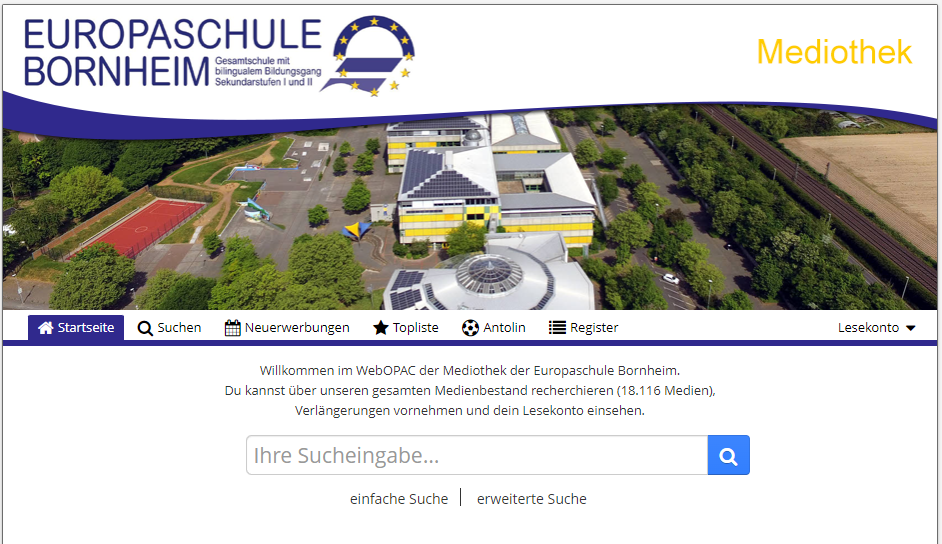 EUROPASCHULE
BORNHEIM
Gesamtschule mit
bilingualem Bildungsgang
Sekundarstufen I und II
Mediothek
Startseite Suchen Neuerwerbungen Topliste Antolin Register Lesekonto
Willkommen im WebOPAC der Mediothek der Europaschule Bornheim.
Du kannst über unseren gesamten Medienbestand recherchieren (18.116 Medien),
Verlängerungen vornehmen und dein Lesekonto einsehen.
Ihre Sucheingabe...
einfache Suche | erweiterte Suche